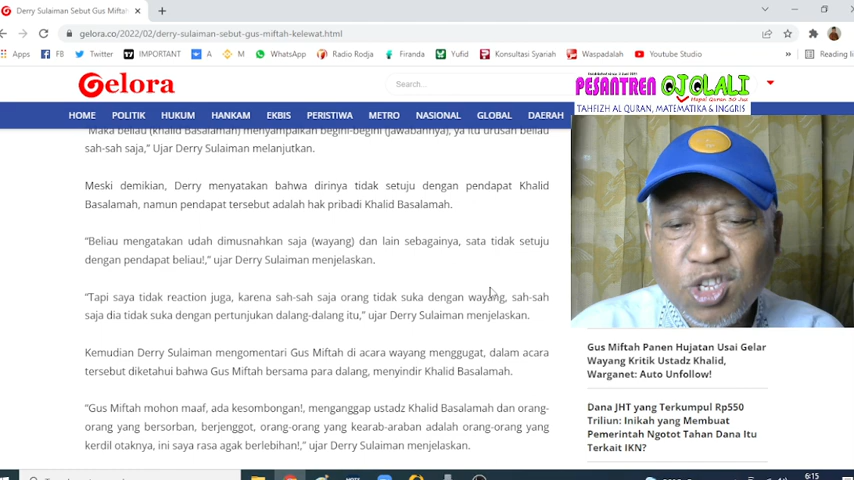 Derry Sulaiman Sebut Gus Miftah
gelora.co/2022/02/derry-sulaiman-sebut-gus-miftah-kelewat.html
Apps F8 Twitter IMPORTANT A M WhatsApp Radio Rodja Firanda Yufid Konsultasi Syariah Waspadalah Youtube Studio » Reading li
Gelora
Search...
PESANTREN OJOLALI
Hapal Quran 30 Juz
TAHFIZH AL QURAN, MATEMATIKA & INGGRIS
HOME POLITIK HUKUM HANKAM EKBIS PERISTIWA METRO NASIONAL GLOBAL DAERAH
"Maka beliau (khalid Basalamah) menyampaikan begini-begini (jawabannya), ya itu urusan beliau
sah-sah saja," Ujar Derry Sulaiman melanjutkan.
Meski demikian, Derry menyatakan bahwa dirinya tidak setuju dengan pendapat Khalid
Basalamah, namun pendapat tersebut adalah hak pribadi Khalid Basalamah.
"Beliau mengatakan udah dimusnahkan saja (wayang) dan lain sebagainya, sata tidak setuju
dengan pendapat beliau!," ujar Derry Sulaiman menjelaskan.
"Tapi saya tidak reaction juga, karena sah-sah saja orang tidak suka dengan wayang, sah-sah
saja dia tidak suka dengan pertunjukan dalang-dalang itu," ujar Derry Sulaiman menjelaskan.
Kemudian Derry Sulaiman mengomentari Gus Miftah di acara wayang menggugat, dalam acara
tersebut diketahui bahwa Gus Miftah bersama para dalang, menyindir Khalid Basalamah.
"Gus Miftah mohon maaf, ada kesombongan!, menganggap ustadz Khalid Basalamah dan orang-
orang yang bersorban, berjenggot, orang-orang yang kearab-araban adalah orang-orang yang
kerdil otaknya, ini saya rasa agak berlebihan!," ujar Derry Sulaiman menjelaskan.
Gus Miftah Panen Hujatan Usai Gelar
Wayang Kritik Ustadz Khalid,
Warganet: Auto Unfollow!
Dana JHT yang Terkumpul Rp550
Triliun: Inikah yang Membuat
Pemerintah Ngotot Tahan Dana Itu
Terkait IKN?
6:15